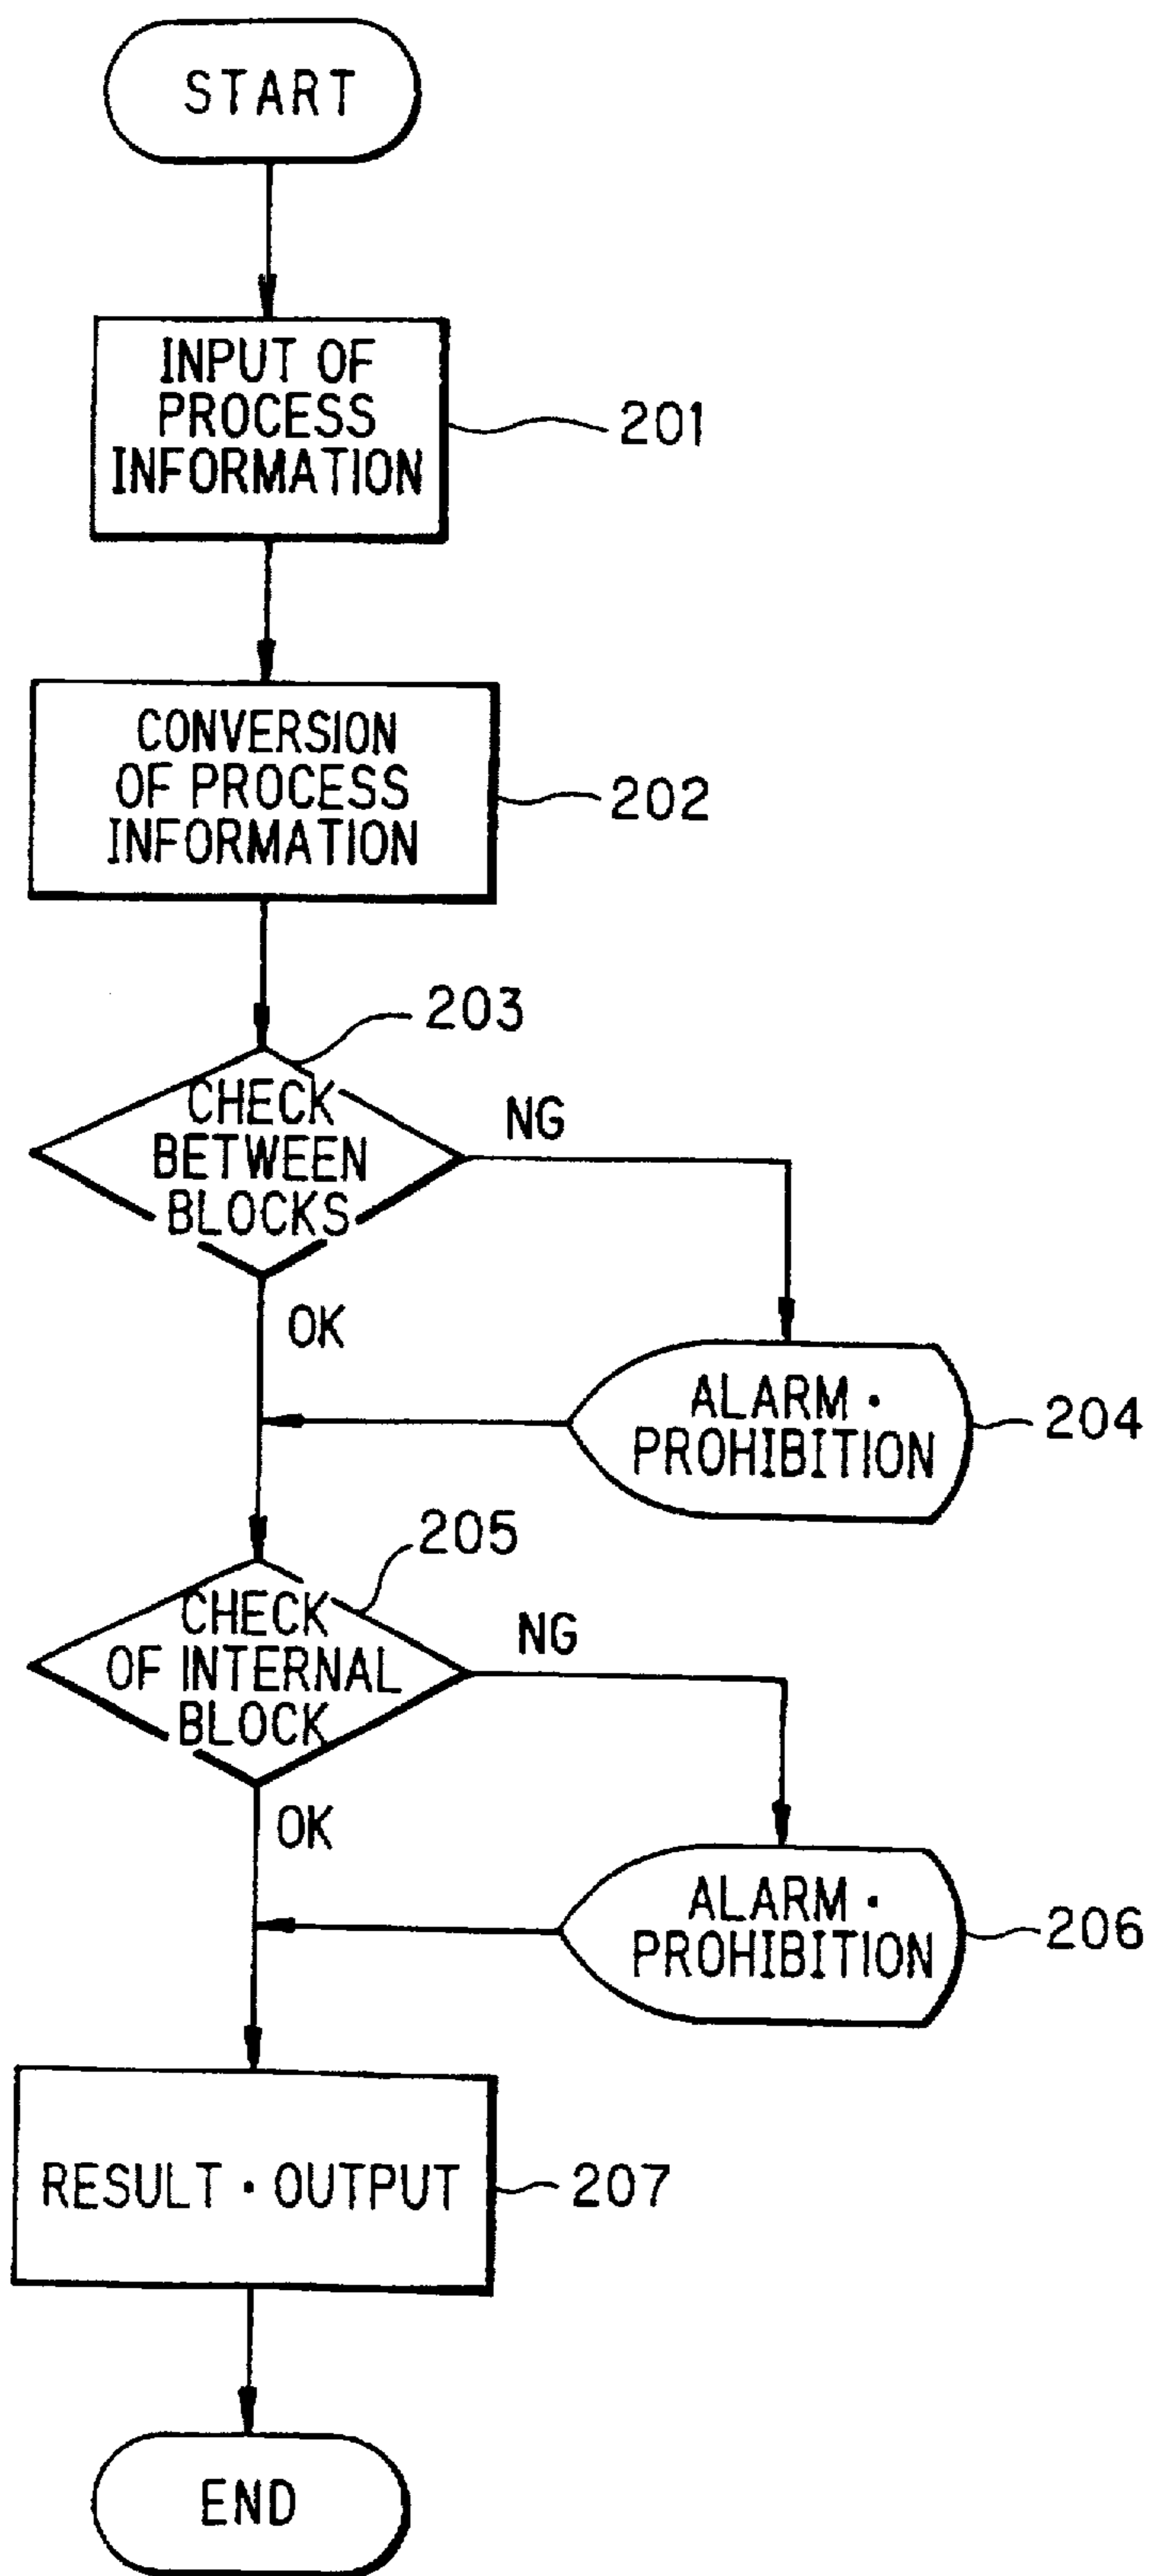 START
INPUT OF
PROCESS
INFORMATION
201
CONVERSION
OF PROCESS
INFORMATION
202
203
CHECK
BETWEEN
BLOCKS
NG
OK
ALARM ·
PROHIBITION
204
205
CHECK
OF INTERNAL
BLOCK
NG
OK
ALARM ·
PROHIBITION
206
RESULT · OUTPUT
207
END